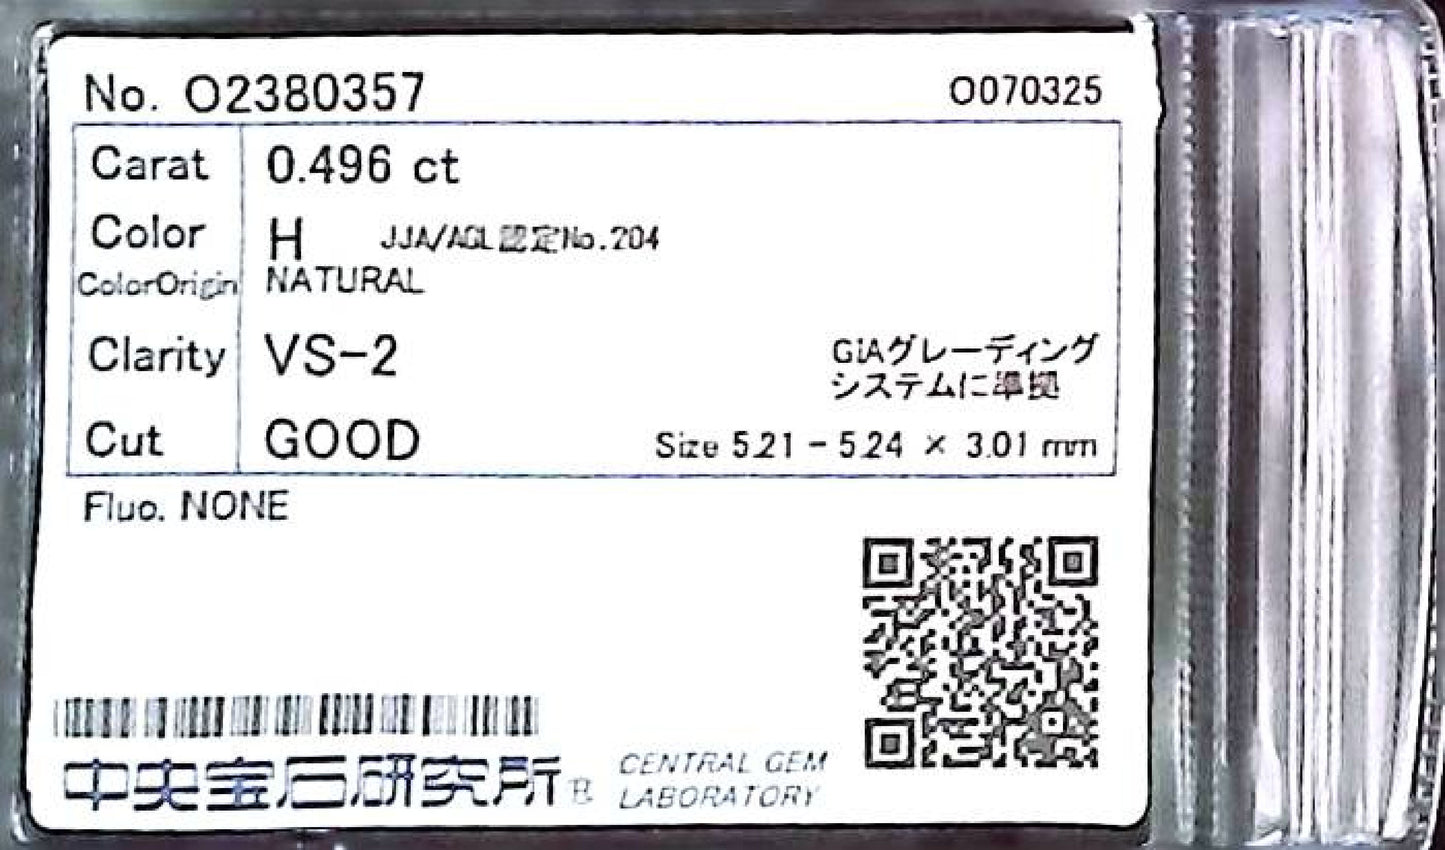 No. O2380357 O070325
Carat 0.496 ct
Color H JJA/AGL認定No.204
ColorOrigin NATURAL
Clarity VS-2 GIAグレーディング
システムに準拠
Cut GOOD Size 5.21 - 5.24 × 3.01 mm
Fluo. NONE
中央宝石研究所® CENTRAL GEM
LABORATORY